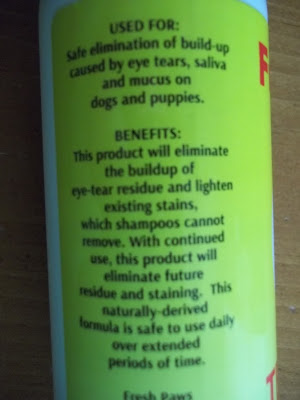 USED FOR:
Safe elimination of build-up
caused by eye tears, saliva
and mucus on
dogs and puppies.
BENEFITS:
This product will eliminate
the buildup of
eye-tear residue and lighten
existing stains,
which shampoos cannot
remove. With continued
use, this product will
eliminate future
residue and staining. This
naturally-derived
formula is safe to use daily
over extended
periods of time.
Fresh Paws
F
T